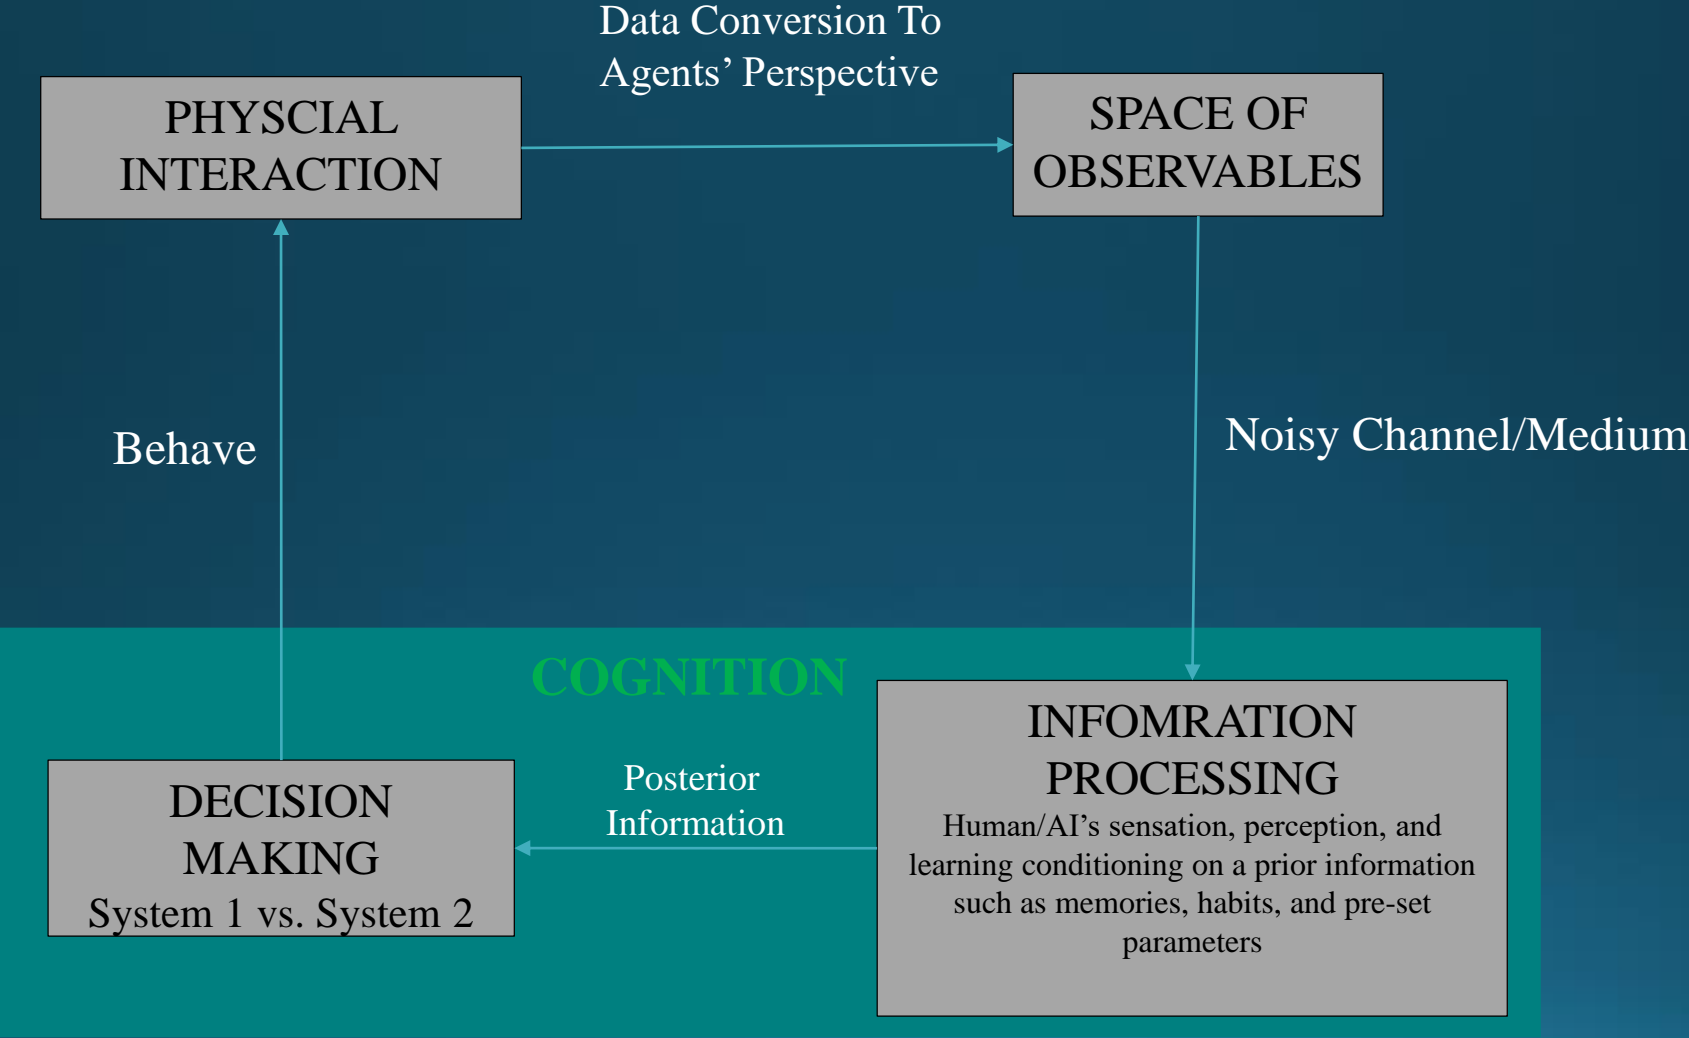 Data Conversion To
Agents’ Perspective
PHYSCIAL
INTERACTION
SPACE OF
OBSERVABLES
Behave
Noisy Channel/Medium
COGNITION
INFOMRATION
PROCESSING
Human/AI’s sensation, perception, and
learning conditioning on a prior information
such as memories, habits, and pre-set
parameters
Posterior
Information
DECISION
MAKING
System 1 vs. System 2